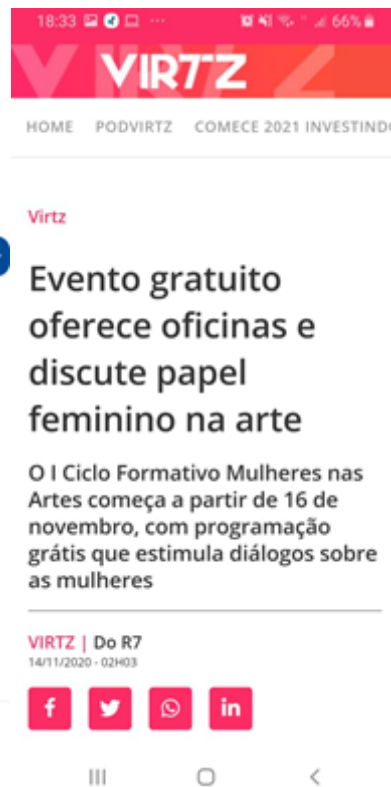 18:33 ... 66%
VIRTZ
HOME PODVIRTZ COMECE 2021 INVESTINDO
Virtz
Evento gratuito
oferece oficinas e
discute papel
feminino na arte
O I Ciclo Formativo Mulheres nas
Artes começa a partir de 16 de
novembro, com programação
grátis que estimula diálogos sobre
as mulheres
VIRTZ | Do R7
14/11/2020 - 02H03